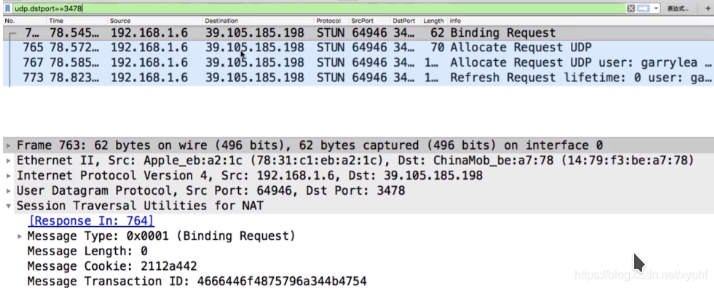 udp.dstport==3478 表达式… +
No. Time Source Destination Protocol SrcPort DstPort Length Info
7… 78.545… 192.168.1.6 39.105.185.198 STUN 64946 34… 62 Binding Request
765 78.572… 192.168.1.6 39.105.185.198 STUN 64946 34… 70 Allocate Request UDP
767 78.585… 192.168.1.6 39.105.185.198 STUN 64946 34… 1… Allocate Request UDP user: garrylea …
773 78.823… 192.168.1.6 39.105.185.198 STUN 64946 34… 1… Refresh Request lifetime: 0 user: ga…
Frame 763: 62 bytes on wire (496 bits), 62 bytes captured (496 bits) on interface 0
Ethernet II, Src: Apple_eb:a2:1c (78:31:c1:eb:a2:1c), Dst: ChinaMob_be:a7:78 (14:79:f3:be:a7:78)
Internet Protocol Version 4, Src: 192.168.1.6, Dst: 39.105.185.198
User Datagram Protocol, Src Port: 64946, Dst Port: 3478
Session Traversal Utilities for NAT
[Response In: 764]
Message Type: 0x0001 (Binding Request)
Message Length: 0
Message Cookie: 2112a442
Message Transaction ID: 4666446f4875796a344b4754
https://blog.csdn.net/xyphf